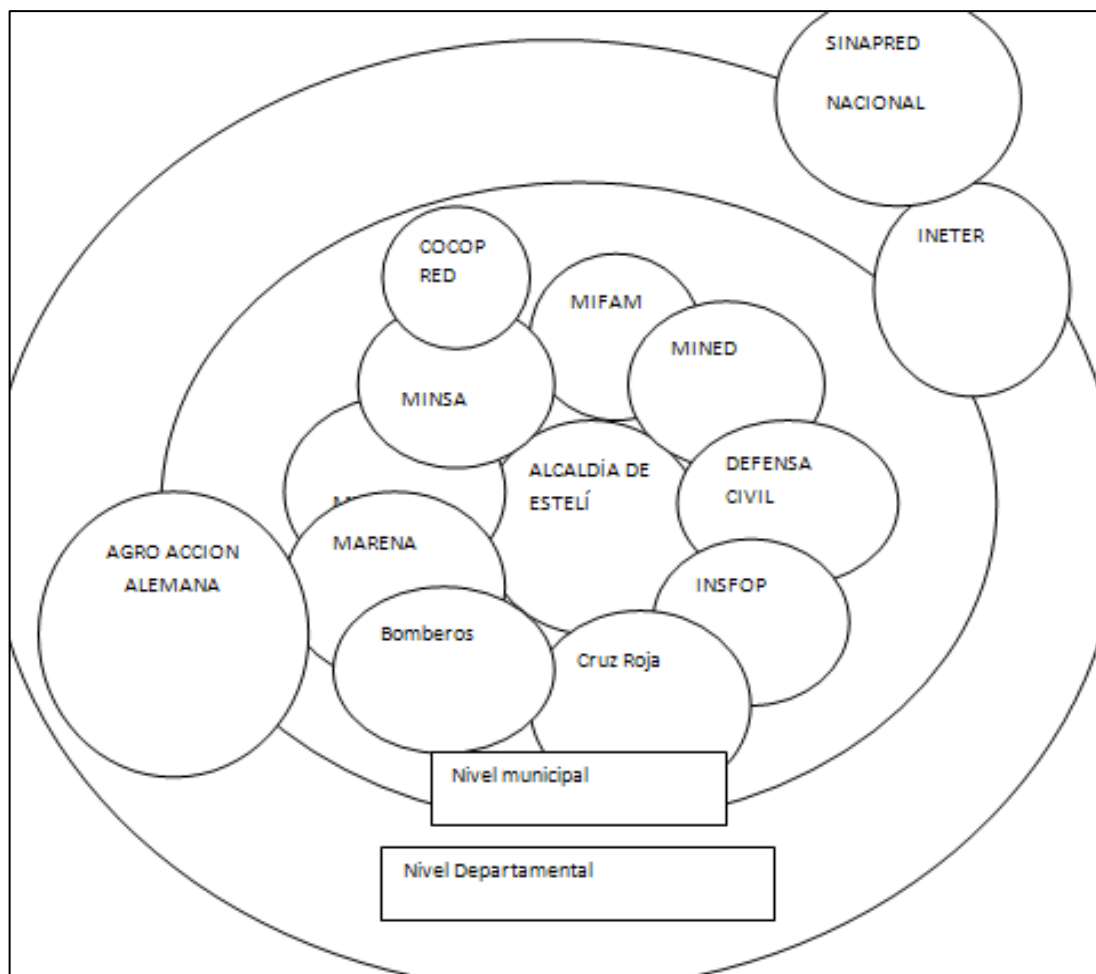 SINAPRED
NACIONAL
INETER
COCOP
RED
MIFAM
MINED
MINSA
ALCALDÌA DE
ESTELÍ
DEFENSA
CIVIL
MARENA
AGRO ACCION
ALEMANA
INSFOP
Bomberos
Cruz Roja
Nivel municipal
Nivel Departamental